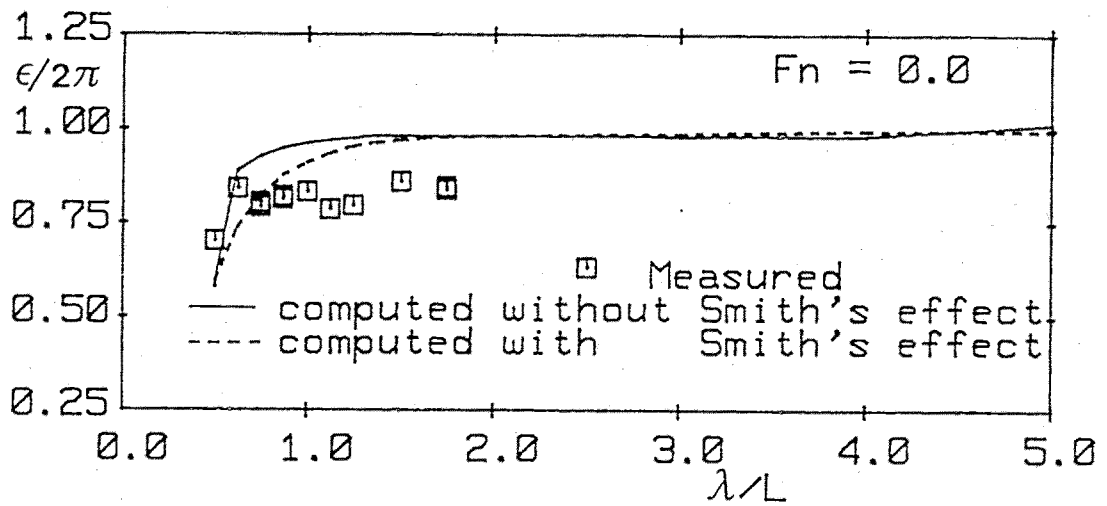 1.25
ϵ/2π
Fn = 0.0
1.00
0.75
Measured
0.50
computed without Smith's effect
computed with Smith's effect
0.25
0.0 1.0 2.0 3.0 4.0 5.0
λ/L